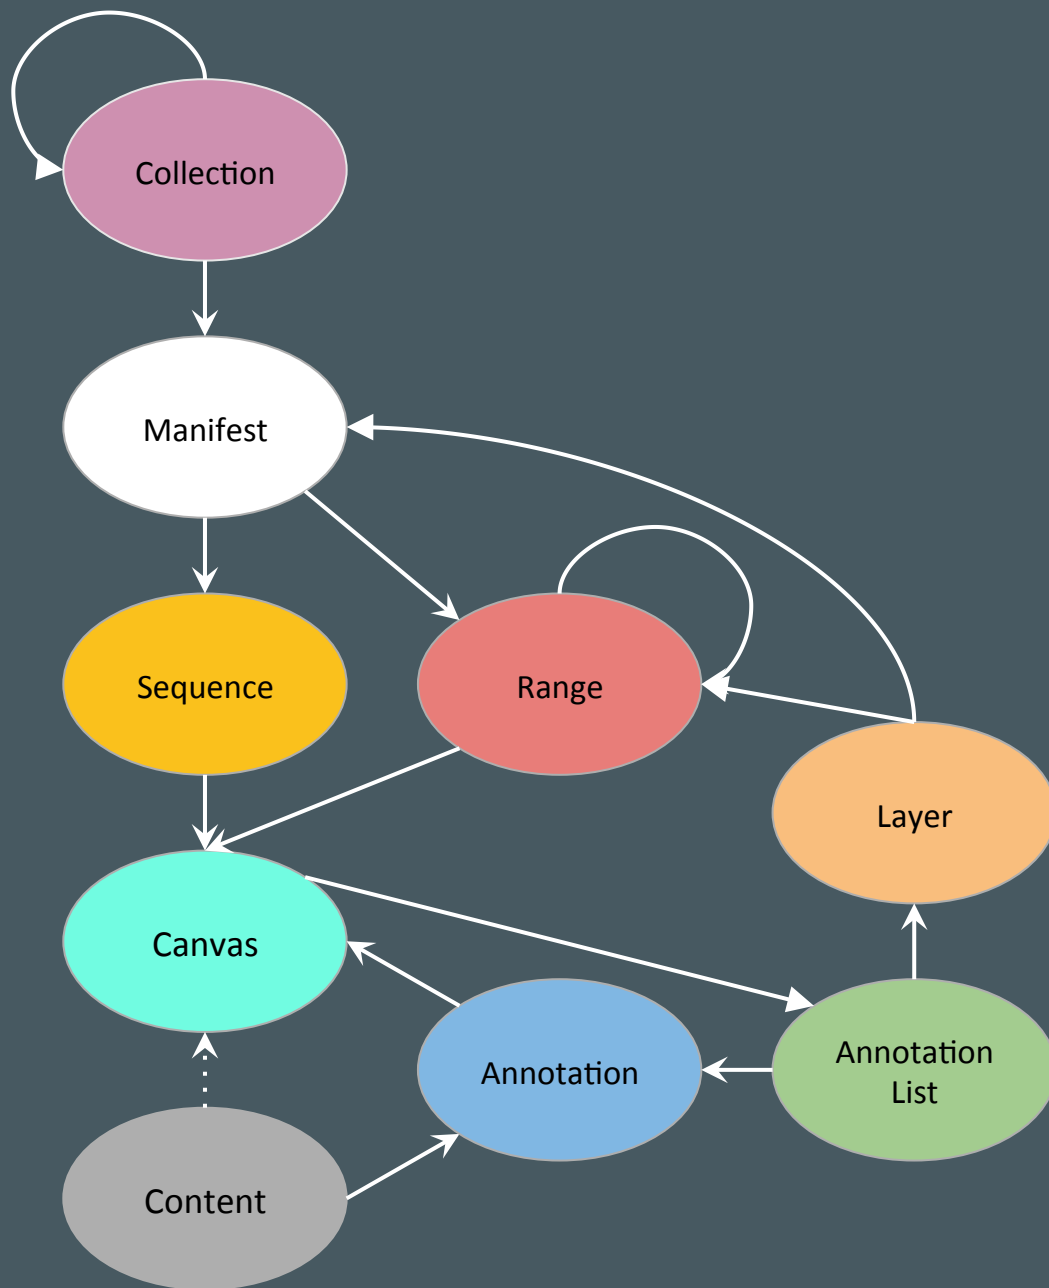 Collection
Manifest
Sequence
Range
Layer
Canvas
Annotation
Annotation
List
Content